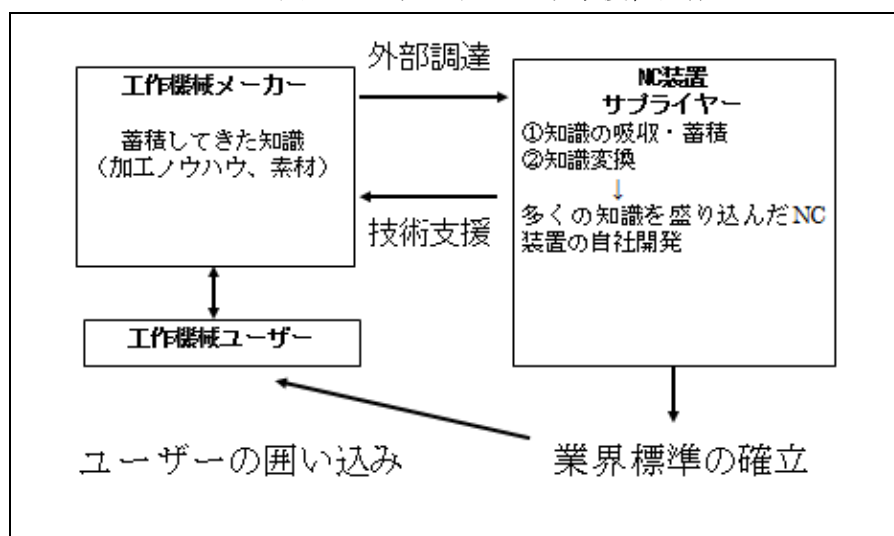 外部調達
工作機械メーカー
蓄積してきた知識
（加工ノウハウ、素材）
NC装置
サプライヤー
①知識の吸収・蓄積
②知識変換
↓
多くの知識を盛り込んだNC
装置の自社開発
技術支援
工作機械ユーザー
ユーザーの囲い込み
業界標準の確立